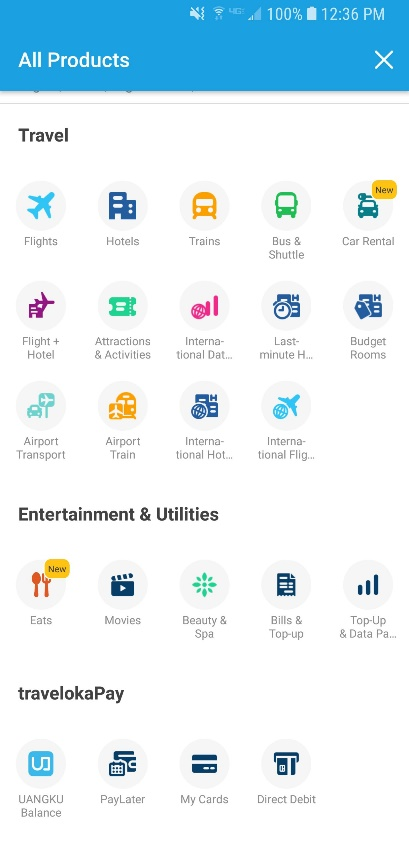 4G 100% 12:36 PM
All Products
Travel
Flights
Hotels
Trains
Bus &
Shuttle
New
Car Rental
Flight +
Hotel
Attractions
& Activities
Interna-
tional Dat...
Last-
minute H...
Budget
Rooms
Airport
Transport
Airport
Train
Interna-
tional Hot...
Interna-
tional Flig...
Entertainment & Utilities
New
Eats
Movies
Beauty &
Spa
Bills &
Top-up
Top-Up
& Data Pa...
travelokaPay
UANGKU
Balance
PayLater
My Cards
Direct Debit